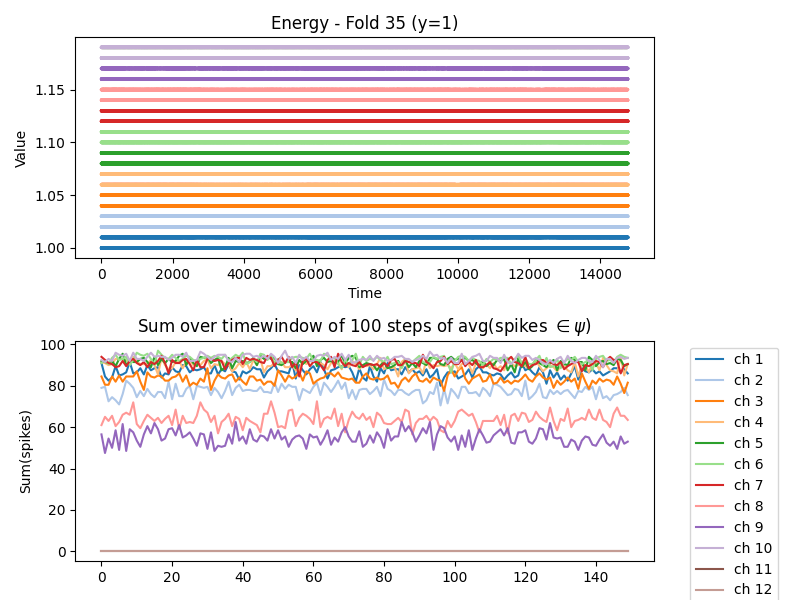 Energy - Fold 35 (y=1)
1.15
1.10
1.05
1.00
Value
0 2000 4000 6000 8000 10000 12000 14000
Time
Sum over timewindow of 100 steps of avg(spikes ∈ ψ)
100
80
60
40
20
0
Sum(spikes)
0 20 40 60 80 100 120 140
ch 1
ch 2
ch 3
ch 4
ch 5
ch 6
ch 7
ch 8
ch 9
ch 10
ch 11
ch 12